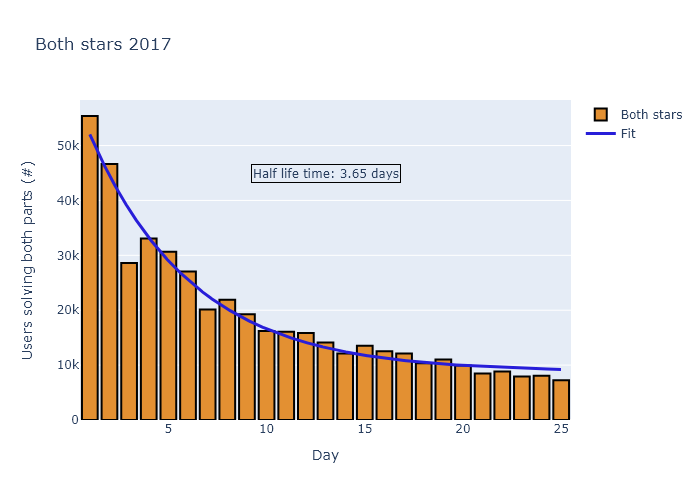 Both stars 2017
Both stars
Fit
Half life time: 3.65 days
Users solving both parts (#)
50k
40k
30k
20k
10k
0
5
10
15
20
25
Day